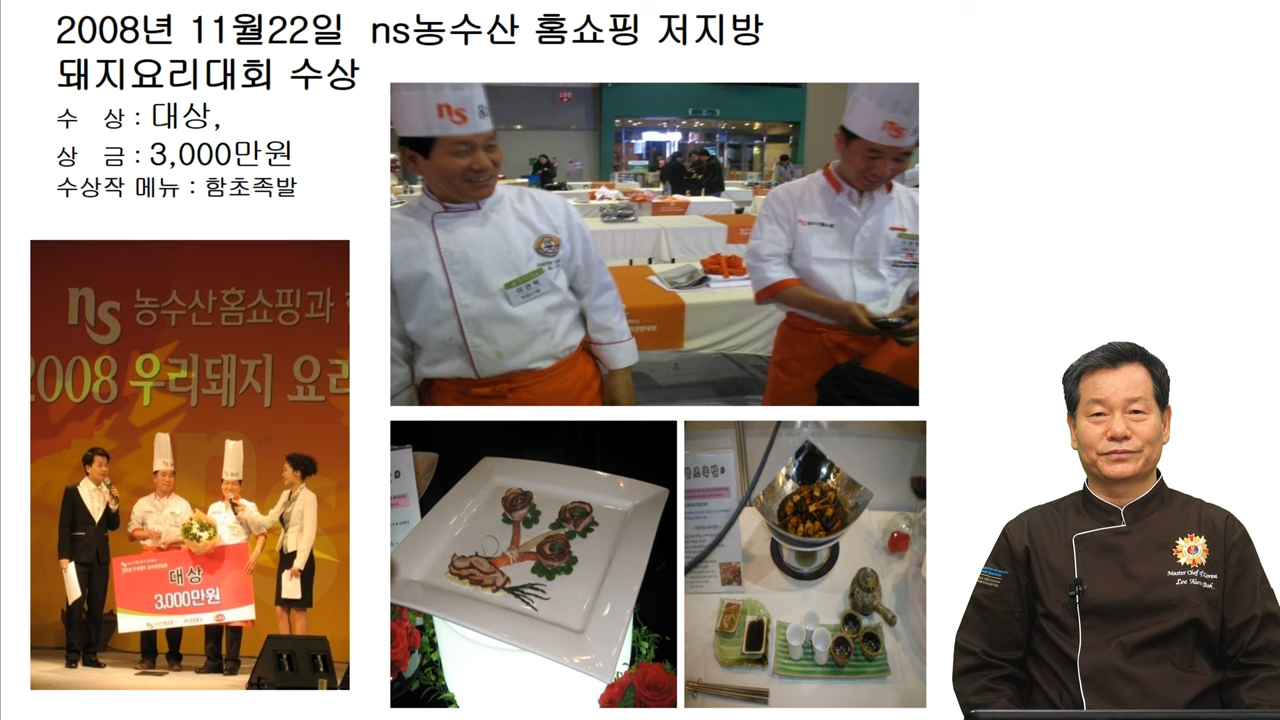 2008년 11월22일 ns농수산 홈쇼핑 저지방
돼지요리대회 수상
수 상 : 대상,
상 금 : 3,000만원
수상작 메뉴 : 함초족발
ns
ns
ns 농수산홈쇼핑과
2008 우리돼지 요리
대상
3,000만원
Master Chef of Korea